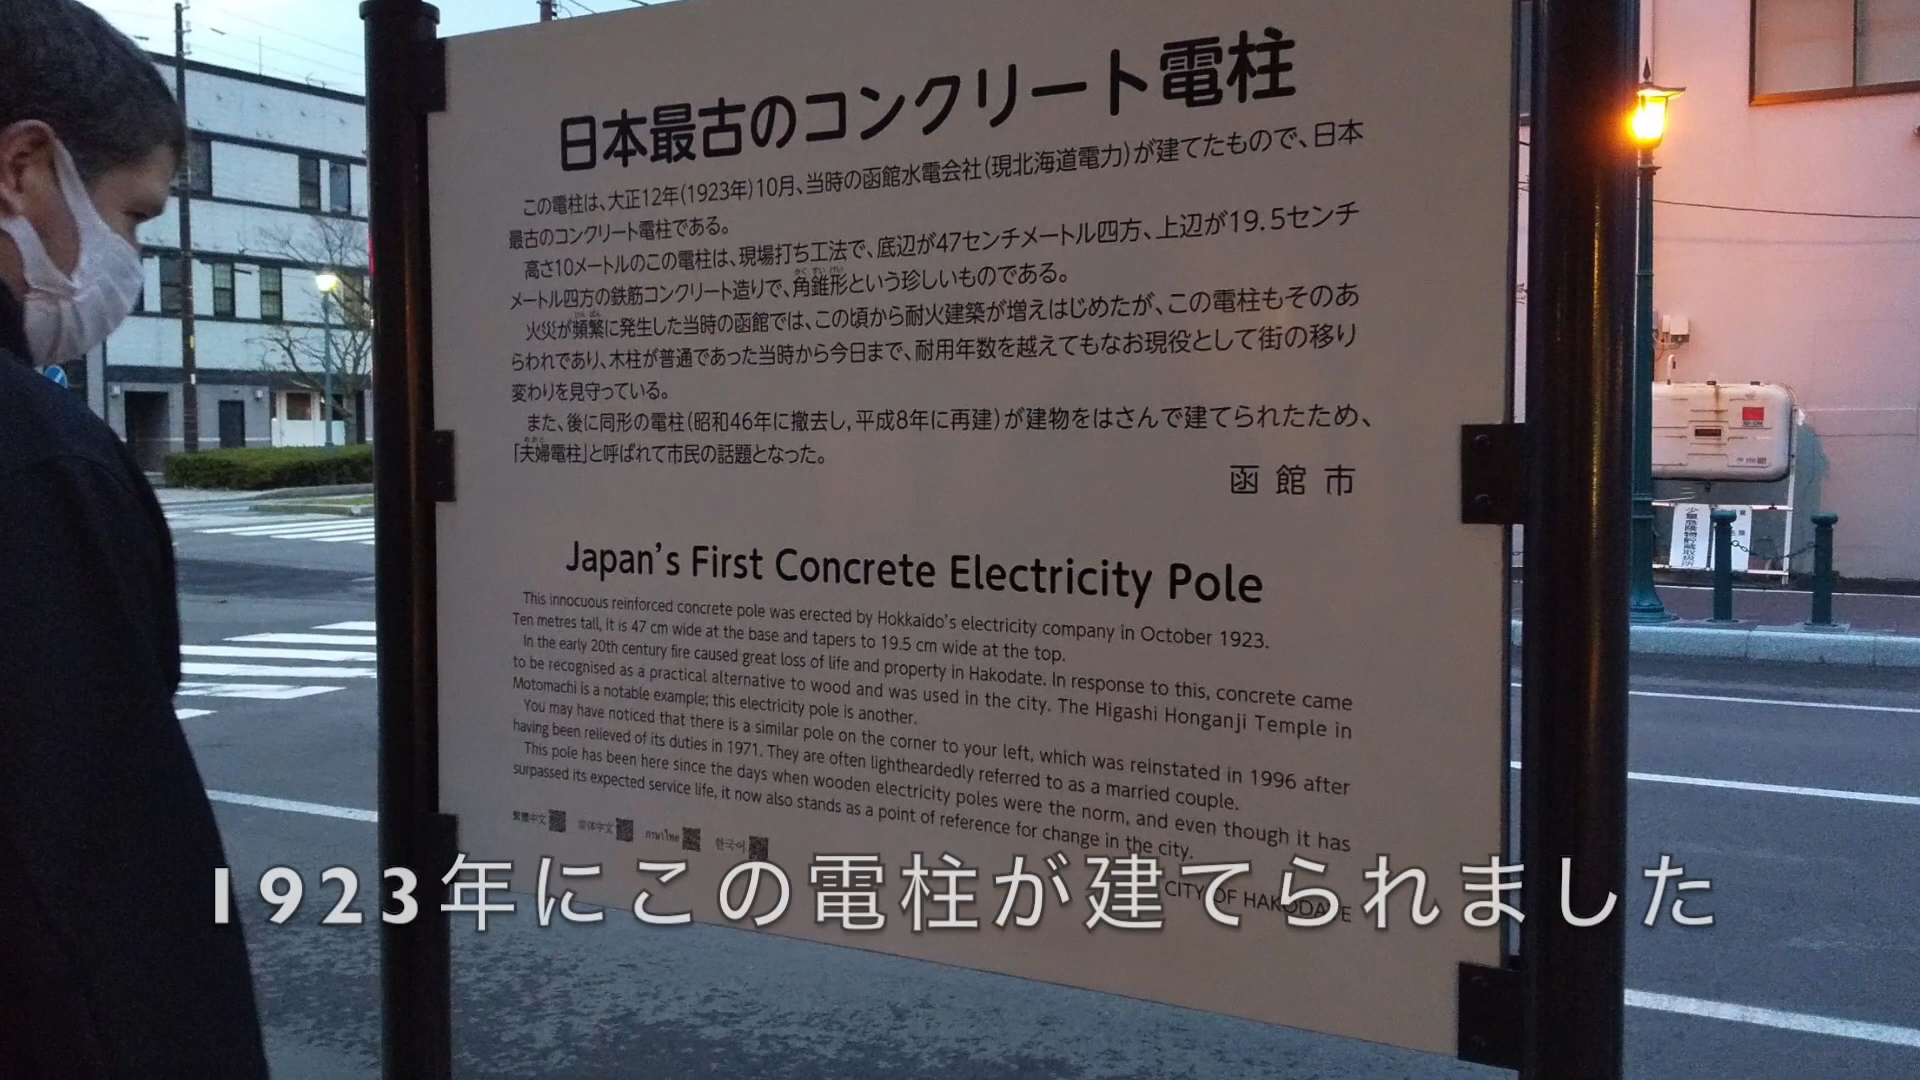 日本最古のコンクリート電柱
この電柱は、大正12年(1923年)10月、当時の函館水電会社(現北海道電力)が建てたもので、日本
最古のコンクリート電柱である。
高さ10メートルのこの電柱は、現場打ち工法で、底辺が47センチメートル四方、上辺が19.5センチ
メートル四方の鉄筋コンクリート造りで、角錐形という珍しいものである。
火災が頻繁に発生した当時の函館では、この頃から耐火建築が増えはじめたが、この電柱もそのあ
らわれであり、木柱が普通であった当時から今日まで、耐用年数を越えてもなお現役として街の移り
変わりを見守っている。
また、後に同形の電柱(昭和46年に撤去し,平成8年に再建)が建物をはさんで建てられたため、
「夫婦電柱」と呼ばれて市民の話題となった。
函館市
Japan's First Concrete Electricity Pole
This innocuous reinforced concrete pole was erected by Hokkaido's electricity company in October 1923.
Ten metres tall, it is 47 cm wide at the base and tapers to 19.5 cm wide at the top.
In the early 20th century fire caused great loss of life and property in Hakodate. In response to this, concrete came
to be recognised as a practical alternative to wood and was used in the city. The Higashi Honganji Temple in
Motomachi is a notable example; this electricity pole is another.
You may have noticed that there is a similar pole on the corner to your left, which was reinstated in 1996 after
having been relieved of its duties in 1971. They are often lightheardedly referred to as a married couple.
This pole has been here since the days when wooden electricity poles were the norm, and even though it has
surpassed its expected service life, it now also stands as a point of reference for change in the city.
繁體中文 简体中文 ภาษาไทย 한국어
CITY OF HAKODATE
1923年にこの電柱が建てられました
少量危険物貯蔵取扱所